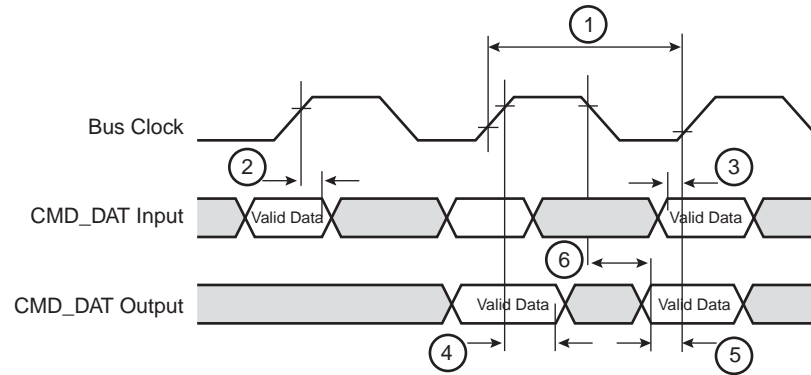 1
Bus Clock
2
3
CMD_DAT Input
Valid Data
Valid Data
6
CMD_DAT Output
Valid Data
Valid Data
4
5